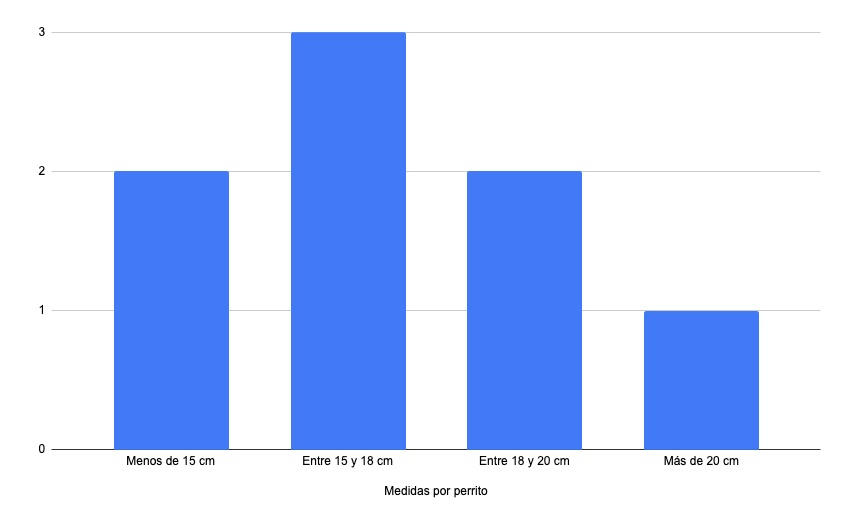 3
2
1
0
Menos de 15 cm
Entre 15 y 18 cm
Entre 18 y 20 cm
Más de 20 cm
Medidas por perrito